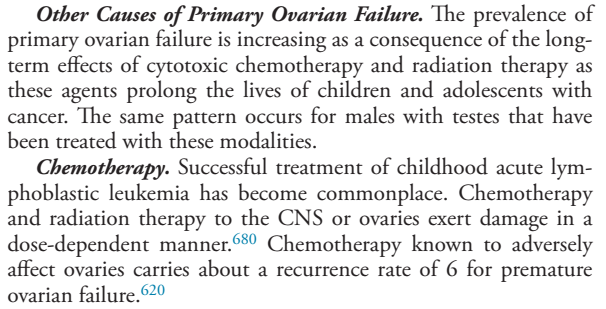 Other Causes of Primary Ovarian Failure. The prevalence of
primary ovarian failure is increasing as a consequence of the long-
term effects of cytotoxic chemotherapy and radiation therapy as
these agents prolong the lives of children and adolescents with
cancer. The same pattern occurs for males with testes that have
been treated with these modalities.
Chemotherapy. Successful treatment of childhood acute lym-
phoblastic leukemia has become commonplace. Chemotherapy
and radiation therapy to the CNS or ovaries exert damage in a
dose-dependent manner.680 Chemotherapy known to adversely
affect ovaries carries about a recurrence rate of 6 for premature
ovarian failure.620